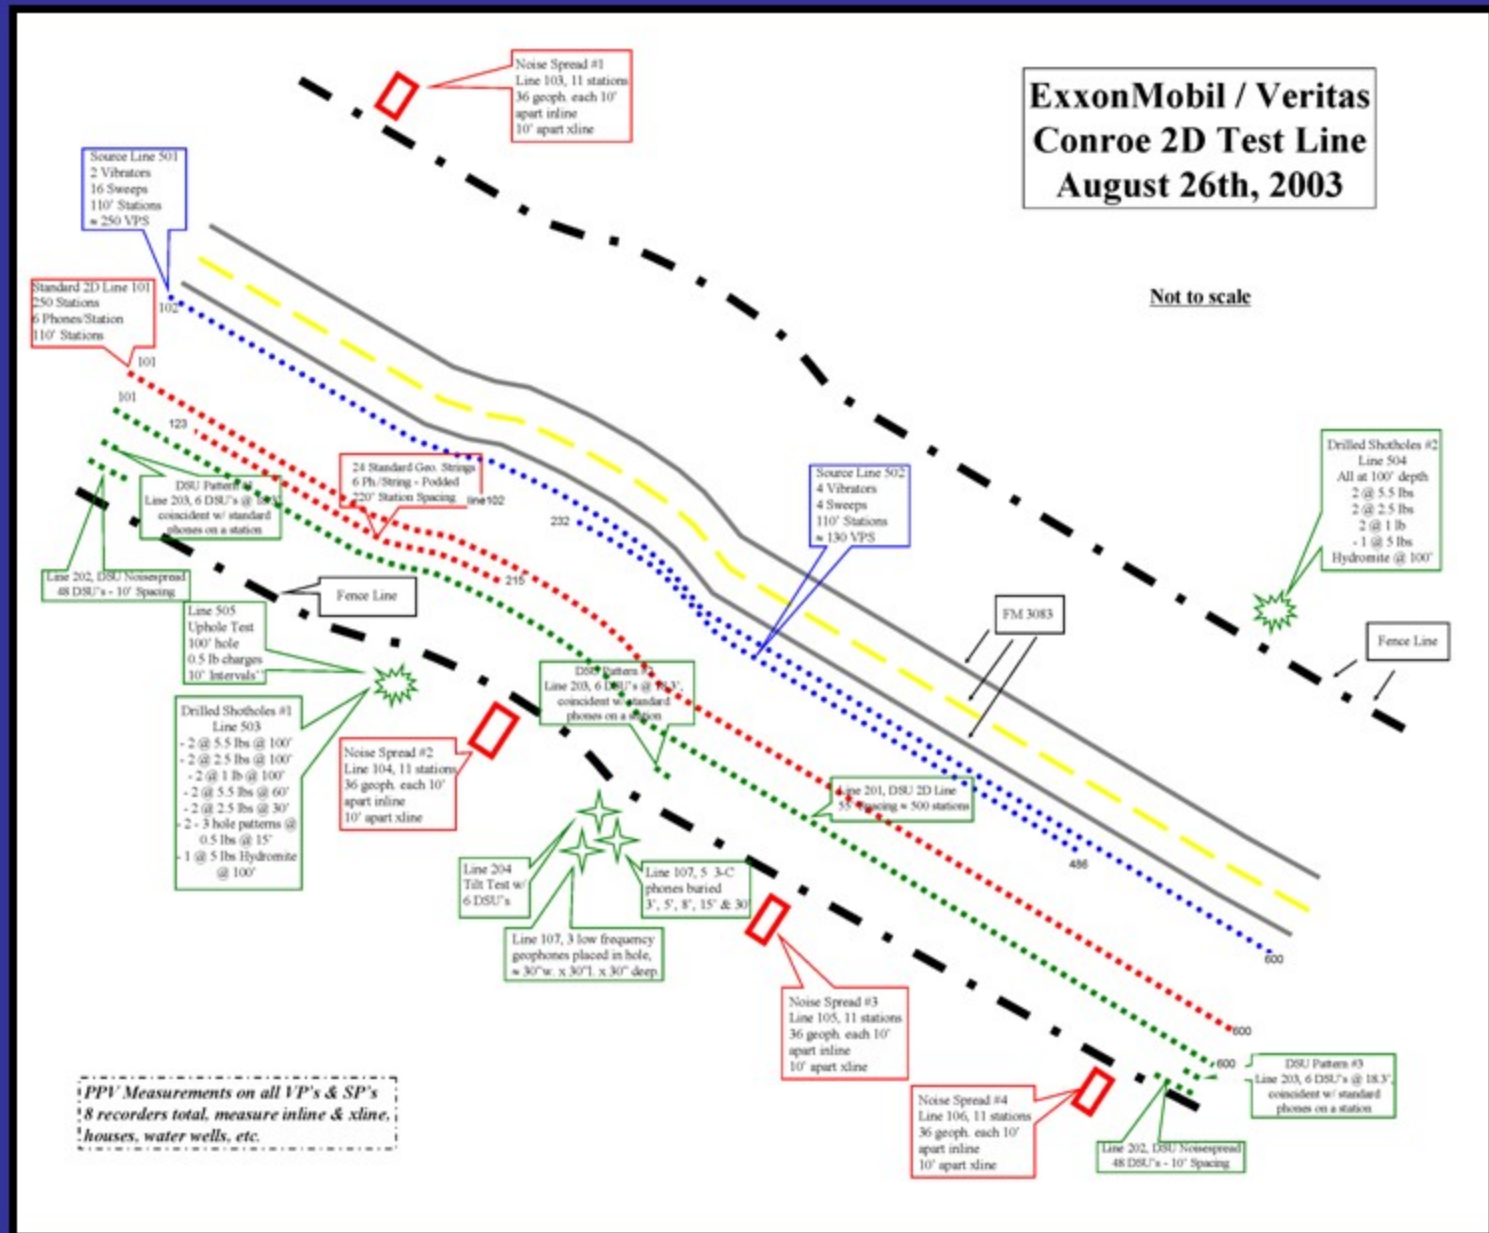 ExxonMobil / Veritas
Conroe 2D Test Line
August 26th, 2003
Not to scale
Noise Spread #1
Line 103, 11 stations
36 geoph. each 10'
apart inline
10' apart xline
Source Line 501
2 Vibrators
16 Sweeps
110' Stations
≈ 250 VPS
Standard 2D Line 101
250 Stations
6 Phones/Station
110' Stations
102
101
101
123
24 Standard Geo. Strings
6 Ph./String - Podded
220' Station Spacing
line102
DSU Pattern
Line 203, 6 DSU's @
coincident w/ standard
phones on a station
Line 202, DSU Noisespread
48 DSU's - 10' Spacing
Fence Line
Line 505
Uphole Test
100' hole
0.5 lb charges
10' Intervals
232
215
Source Line 502
4 Vibrators
4 Sweeps
110' Stations
≈ 130 VPS
Drilled Shotholes #2
Line 504
All at 100' depth
2 @ 5.5 lbs
2 @ 2.5 lbs
2 @ 1 lb
- 1 @ 5 lbs
Hydromite @ 100'
FM 3083
Fence Line
Drilled Shotholes #1
Line 503
- 2 @ 5.5 lbs @ 100'
- 2 @ 2.5 lbs @ 100'
- 2 @ 1 lb @ 100'
- 2 @ 5.5 lbs @ 60'
- 2 @ 2.5 lbs @ 30'
- 2 - 3 hole patterns @
0.5 lbs @ 15'
- 1 @ 5 lbs Hydromite
@ 100'
Noise Spread #2
Line 104, 11 stations
36 geoph. each 10'
apart inline
10' apart xline
DSU Pattern
Line 203, 6 DSU's @
coincident w/ standard
phones on a station
Line 201, DSU 2D Line
55' Spacing ≈ 500 stations
486
600
Line 204
Tilt Test w/
6 DSU's
Line 107, 5 3-C
phones buried
3', 5', 8', 15' & 30'
Line 107, 3 low frequency
geophones placed in hole,
≈ 30"w. x 30"l. x 30" deep.
Noise Spread #3
Line 105, 11 stations
36 geoph. each 10'
apart inline
10' apart xline
600
600
DSU Pattern #3
Line 203, 6 DSU's @ 18.3',
coincident w/ standard
phones on a station
Noise Spread #4
Line 106, 11 stations
36 geoph. each 10'
apart inline
10' apart xline
Line 202, DSU Noisespread
48 DSU's - 10' Spacing
PPV Measurements on all VP's & SP's
8 recorders total, measure inline & xline,
houses, water wells, etc.